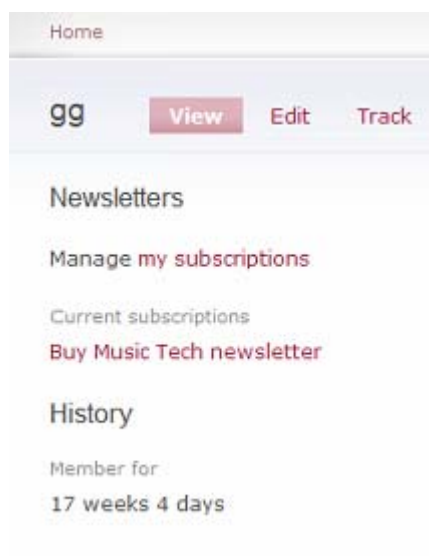 Home
gg View Edit Track
Newsletters
Manage my subscriptions
Current subscriptions
Buy Music Tech newsletter
History
Member for
17 weeks 4 days